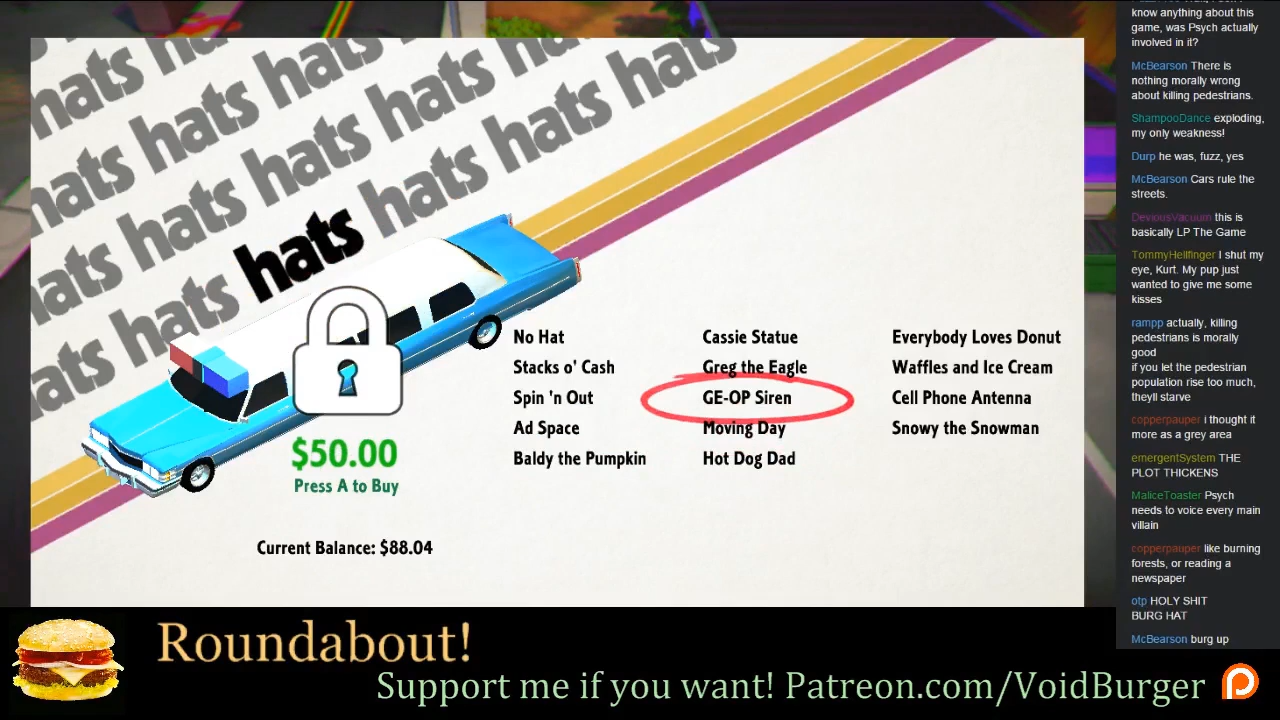 hats hats hats hats
hats hats hats hats
hats hats hats hats
hats hats hats hats hats
hats hats hats
No Hat
Stacks o' Cash
Spin 'n Out
Ad Space
Baldy the Pumpkin
Cassie Statue
Greg the Eagle
GE-OP Siren
Moving Day
Hot Dog Dad
Everybody Loves Donut
Waffles and Ice Cream
Cell Phone Antenna
Snowy the Snowman
$50.00
Press A to Buy
Current Balance: $88.04
know anything about this
game, was Psych actually
involved in it?
McBearson There is
nothing morally wrong
about killing pedestrians.
ShampooDance exploding,
my only weakness!
Durp he was, fuzz, yes
McBearson Cars rule the
streets.
DeviousVacuum this is
basically LP The Game
TommyHellfinger I shut my
eye, Kurt. My pup just
wanted to give me some
kisses
rampp actually, killing
pedestrians is morally
good
if you let the pedestrian
population rise too much,
theyll starve
copperpauper i thought it
more as a grey area
emergentSystem THE
PLOT THICKENS
MaliceToaster Psych
needs to voice every main
villain
copperpauper like burning
forests, or reading a
newspaper
otp HOLY SHIT
BURG HAT
McBearson burg up
Roundabout!
Support me if you want! Patreon.com/VoidBurger